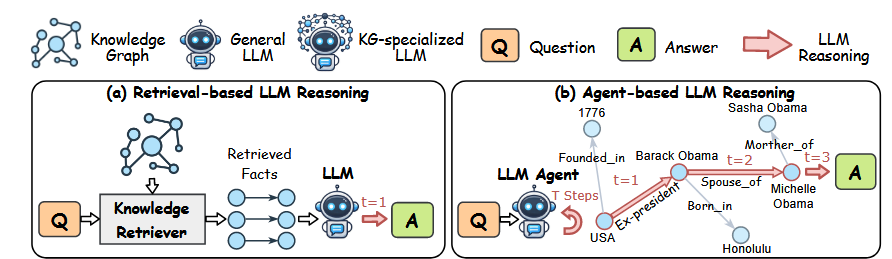 Knowledge
Graph
General
LLM
KG-specialized
LLM
Q
Question
A
Answer
LLM
Reasoning
(a) Retrieval-based LLM Reasoning
Retrieved
Facts
LLM
Q
Knowledge
Retriever
t=1
A
(b) Agent-based LLM Reasoning
1776
Sasha Obama
Founded_in
Barack Obama
Morther_of
LLM Agent
t=1
t=2
t=3
Q
T Steps
Ex-president
Spouse_of
A
Michelle
Obama
Born_in
USA
Honolulu